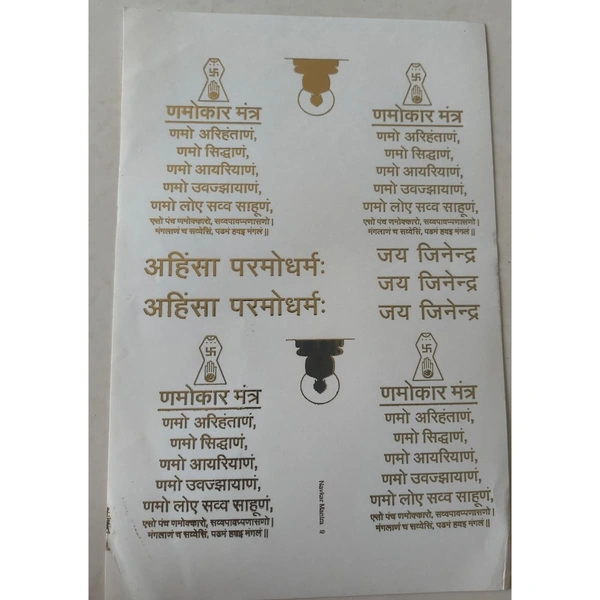 णमोकार मंत्र
णमो अरिहंताणं,
णमो सिद्धाणं,
णमो आयरियाणं,
णमो उवज्झायाणं,
णमो लोए सव्व साहूणं,
एसो पंच णमोक्कारो, सव्वपावप्पणासणो।
मंगलाणं च सव्वेसिं, पढमं हवइ मंगलं॥
णमोकार मंत्र
णमो अरिहंताणं,
णमो सिद्धाणं,
णमो आयरियाणं,
णमो उवज्झायाणं,
णमो लोए सव्व साहूणं,
एसो पंच णमोक्कारो, सव्वपावप्पणासणो।
मंगलाणं च सव्वेसिं, पढमं हवइ मंगलं॥
अहिंसा परमोधर्मः
अहिंसा परमोधर्मः
जय जिनेन्द्र
जय जिनेन्द्र
जय जिनेन्द्र
णमोकार मंत्र
णमो अरिहंताणं,
णमो सिद्धाणं,
णमो आयरियाणं,
णमो उवज्झायाणं,
णमो लोए सव्व साहूणं,
एसो पंच णमोक्कारो, सव्वपावप्पणासणो।
मंगलाणं च सव्वेसिं, पढमं हवइ मंगलं॥
Navkar Mantra
णमोकार मंत्र
णमो अरिहंताणं,
णमो सिद्धाणं,
णमो आयरियाणं,
णमो उवज्झायाणं,
णमो लोए सव्व साहूणं,
एसो पंच णमोक्कारो, सव्वपावप्पणासणो।
मंगलाणं च सव्वेसिं, पढमं हवइ मंगलं॥